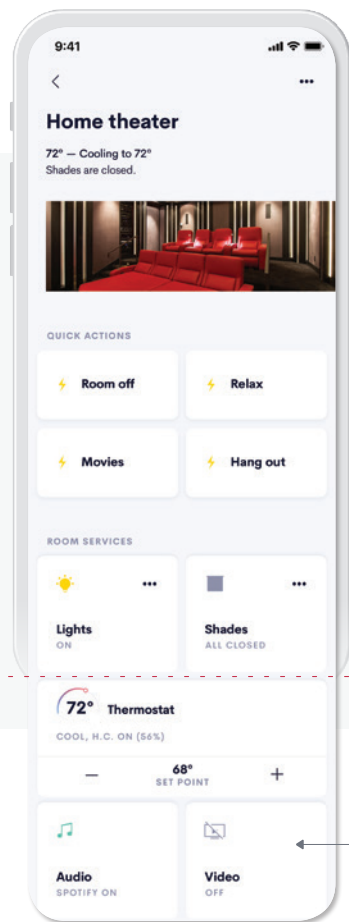 9:41
Home theater
72° — Cooling to 72°
Shades are closed.
QUICK ACTIONS
Room off
Relax
Movies
Hang out
ROOM SERVICES
Lights
ON
Shades
ALL CLOSED
72° Thermostat
COOL, H.C. ON (56%)
68°
SET POINT
Audio
SPOTIFY ON
Video
OFF